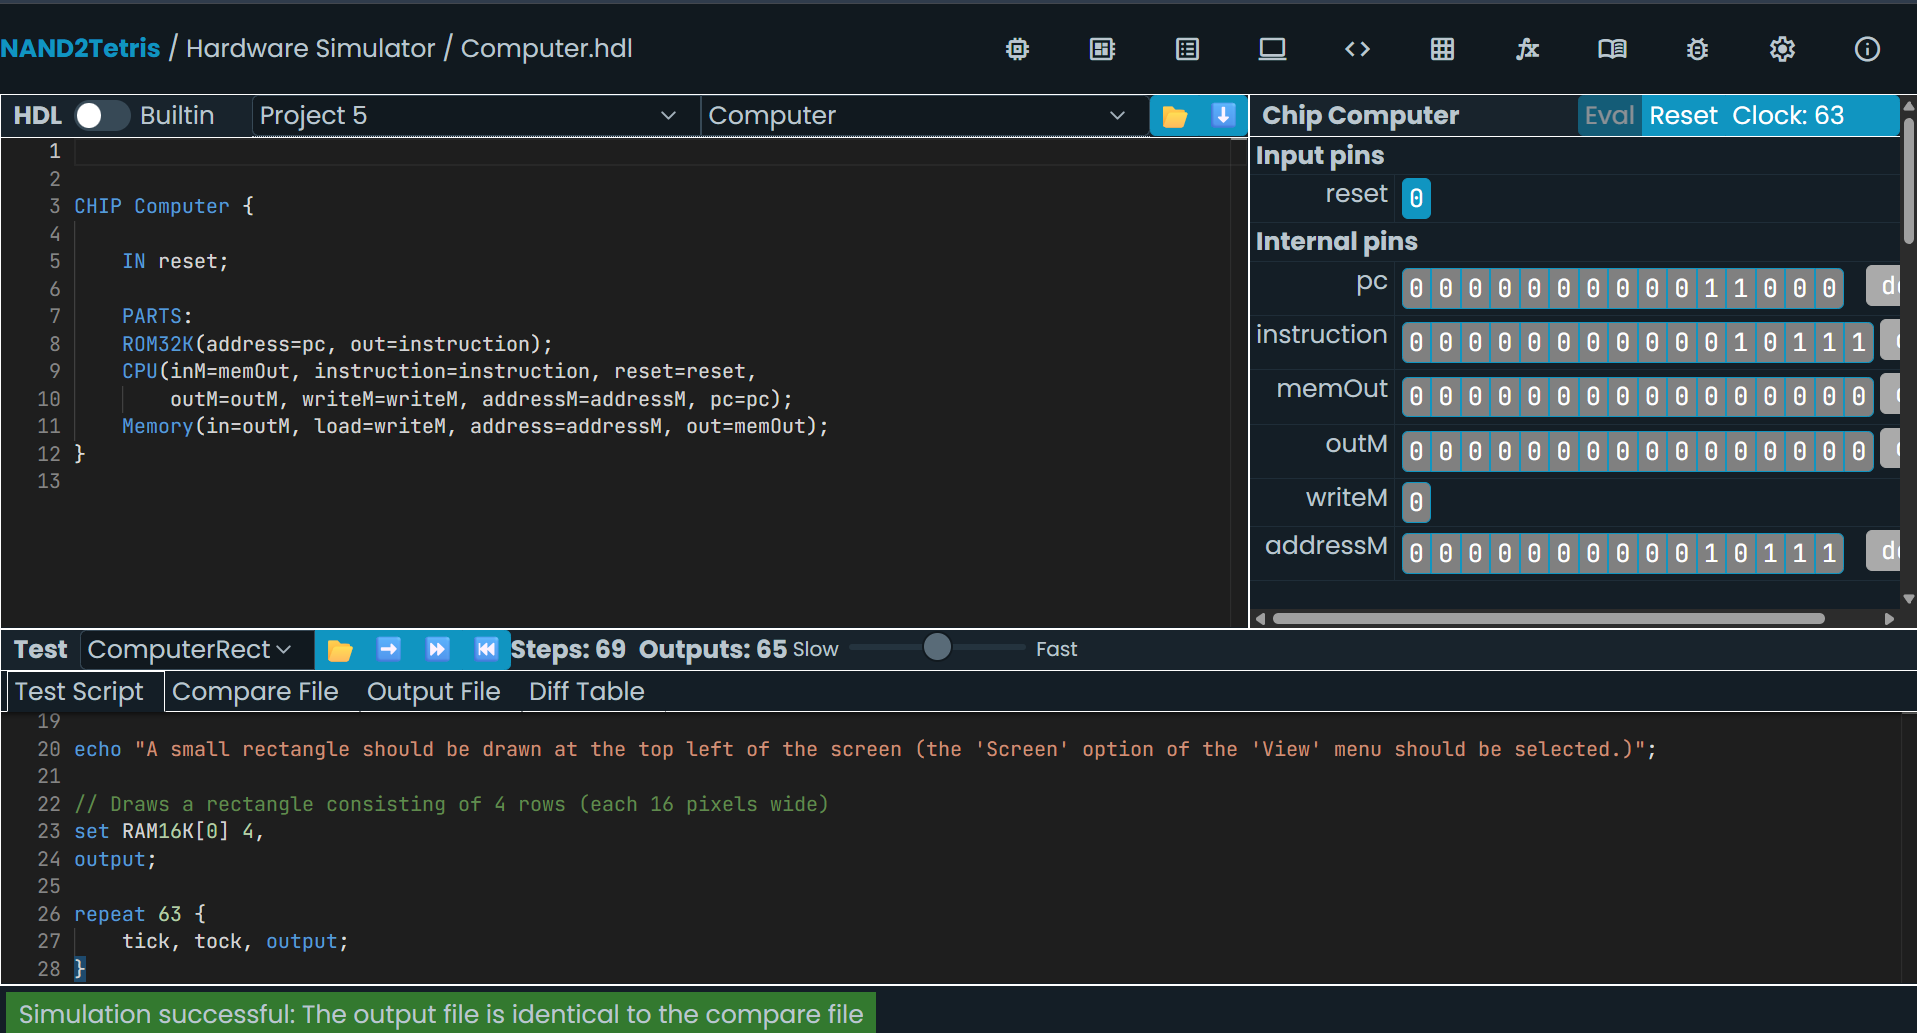 NAND2Tetris / Hardware Simulator / Computer.hdl
HDL Builtin Project 5 Computer
1
2
3 CHIP Computer {
4
5 IN reset;
6
7 PARTS:
8 ROM32K(address=pc, out=instruction);
9 CPU(inM=memOut, instruction=instruction, reset=reset,
10 outM=outM, writeM=writeM, addressM=addressM, pc=pc);
11 Memory(in=outM, load=writeM, address=addressM, out=memOut);
12 }
13
Chip Computer Eval Reset Clock: 63
Input pins
reset 0
Internal pins
pc 0 0 0 0 0 0 0 0 0 0 1 1 0 0 0
instruction 0 0 0 0 0 0 0 0 0 0 0 1 0 1 1 1
memOut 0 0 0 0 0 0 0 0 0 0 0 0 0 0 0 0
outM 0 0 0 0 0 0 0 0 0 0 0 0 0 0 0 0
writeM 0
addressM 0 0 0 0 0 0 0 0 0 0 1 0 1 1 1
Test ComputerRect Steps: 69 Outputs: 65 Slow Fast
Test Script Compare File Output File Diff Table
19
20 echo "A small rectangle should be drawn at the top left of the screen (the 'Screen' option of the 'View' menu should be selected.)";
21
22 // Draws a rectangle consisting of 4 rows (each 16 pixels wide)
23 set RAM16K[0] 4,
24 output;
25
26 repeat 63 {
27 tick, tock, output;
28 }
Simulation successful: The output file is identical to the compare file